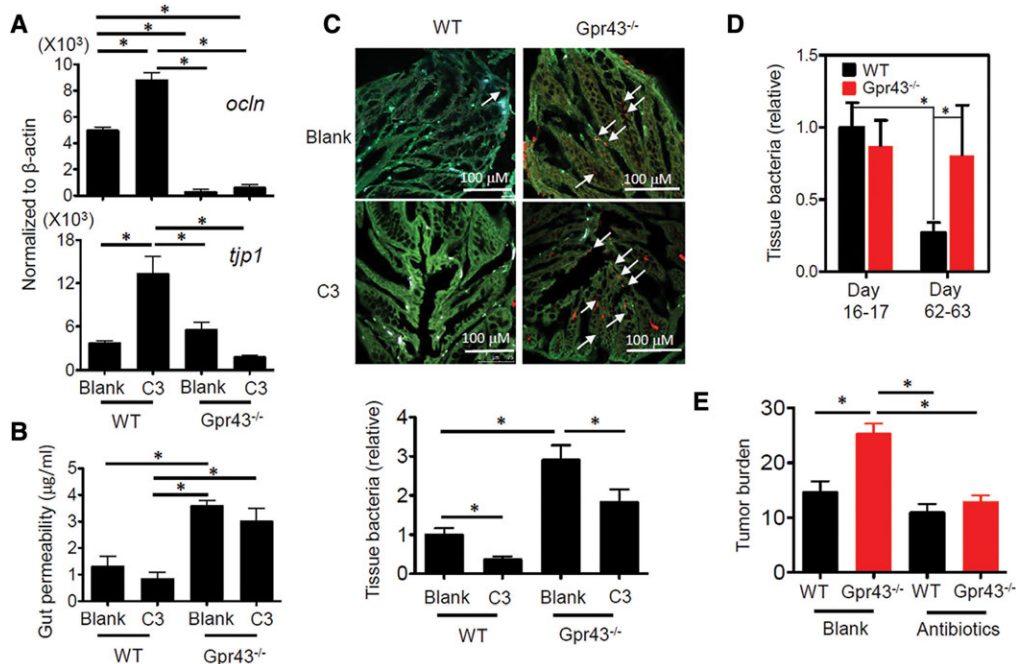 A
Normalized to β-actin
(X10³)
10
8
6
4
2
0
ocln
*
*
*
*
*
(X10³)
18
12
6
0
tjp1
*
*
*
Blank C3 Blank C3
WT Gpr43-/-
B
Gut permeability (μg/ml)
5
4
3
2
1
0
*
*
*
Blank C3 Blank C3
WT Gpr43-/-
C
WT Gpr43-/-
Blank
100 μM 100 μM
C3
100 μM 100 μM
Tissue bacteria (relative)
4
3
2
1
0
*
*
*
Blank C3 Blank C3
WT Gpr43-/-
D
Tissue bacteria (relative)
1.5
1.0
0.5
0.0
WT
Gpr43-/-
* *
Day Day
16-17 62-63
E
Tumor burden
30
20
10
0
*
*
*
WT Gpr43-/- WT Gpr43-/-
Blank Antibiotics